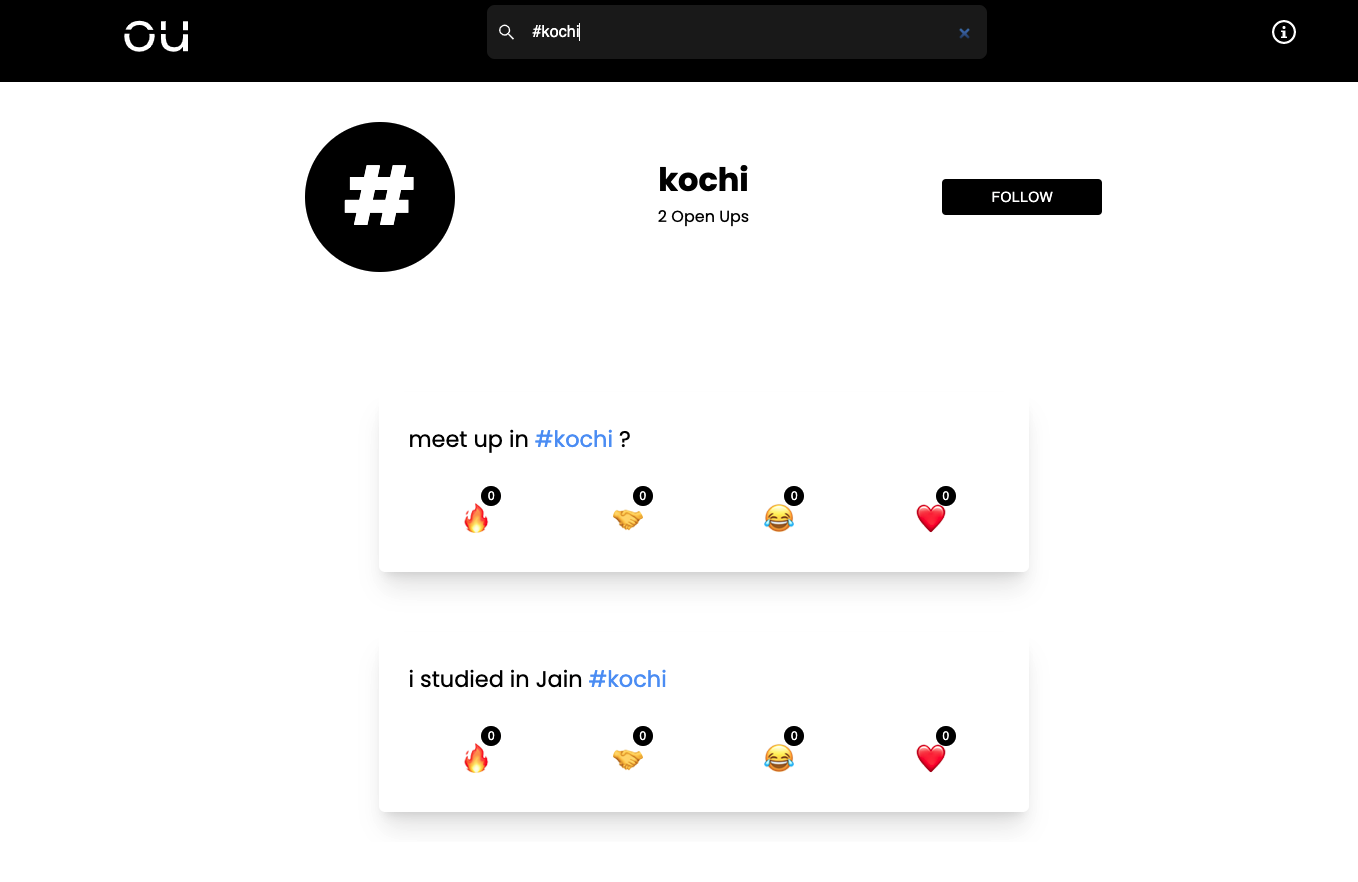 ou
#kochi
#
kochi
2 Open Ups
FOLLOW
meet up in #kochi ?
0 0 0 0
i studied in Jain #kochi
0 0 0 0